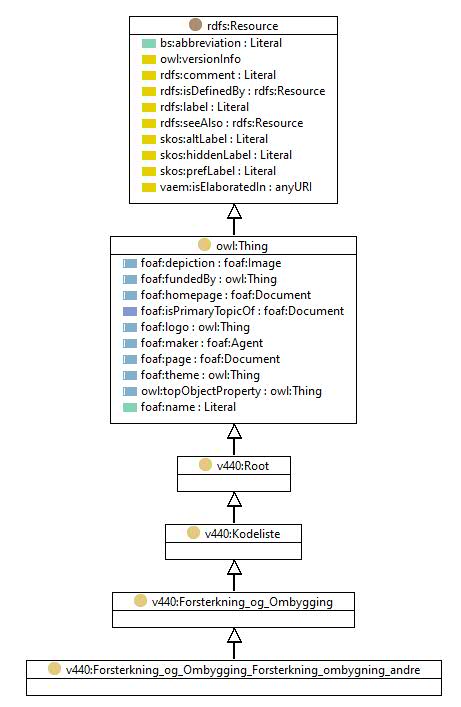 rdfs:Resource
bs:abbreviation : Literal
owl:versionInfo
rdfs:comment : Literal
rdfs:isDefinedBy : rdfs:Resource
rdfs:label : Literal
rdfs:seeAlso : rdfs:Resource
skos:altLabel : Literal
skos:hiddenLabel : Literal
skos:prefLabel : Literal
vaem:isElaboratedIn : anyURI
owl:Thing
foaf:depiction : foaf:Image
foaf:fundedBy : owl:Thing
foaf:homepage : foaf:Document
foaf:isPrimaryTopicOf : foaf:Document
foaf:logo : owl:Thing
foaf:maker : foaf:Agent
foaf:page : foaf:Document
foaf:theme : owl:Thing
owl:topObjectProperty : owl:Thing
foaf:name : Literal
v440:Root
v440:Kodeliste
v440:Forsterkning_og_Ombygging
v440:Forsterkning_og_Ombygging_Forsterkning_ombygning_andre